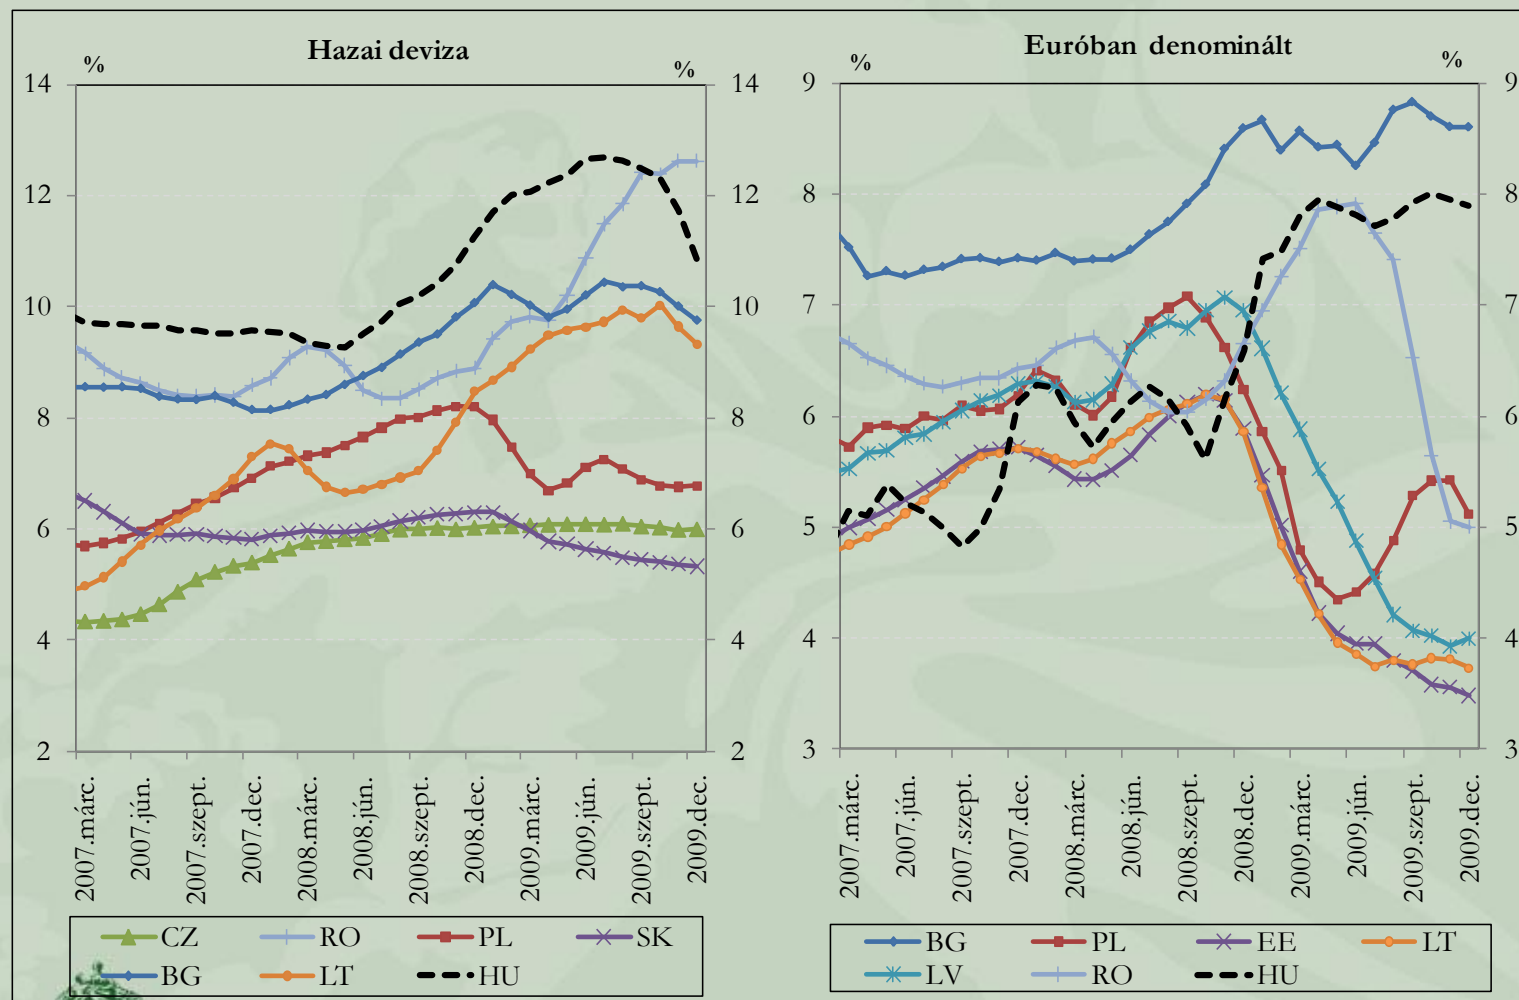 Hazai deviza
%
%
14
12
10
8
6
4
2
14
12
10
8
6
4
2
2007.márc.
2007.jún.
2007.szept.
2007.dec.
2008.márc.
2008.jún.
2008.szept.
2008.dec.
2009.márc.
2009.jún.
2009.szept.
2009.dec.
CZ RO PL SK
BG LT HU
Euróban denominált
%
%
9
8
7
6
5
4
3
9
8
7
6
5
4
3
2007.márc.
2007.jún.
2007.szept.
2007.dec.
2008.márc.
2008.jún.
2008.szept.
2008.dec.
2009.márc.
2009.jún.
2009.szept.
2009.dec.
BG PL EE LT
LV RO HU